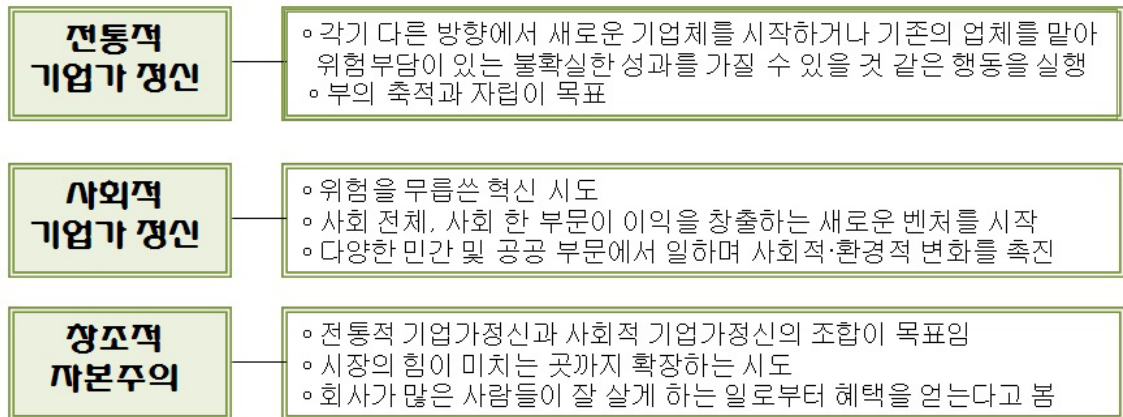 전통적
기업가 정신
◦각기 다른 방향에서 새로운 기업체를 시작하거나 기존의 업체를 맡아
위험부담이 있는 불확실한 성과를 가질 수 있을 것 같은 행동을 실행
◦부의 축적과 자립이 목표
사회적
기업가 정신
◦위험을 무릅쓴 혁신 시도
◦사회 전체, 사회 한 부문이 이익을 창출하는 새로운 벤처를 시작
◦다양한 민간 및 공공 부문에서 일하며 사회적·환경적 변화를 촉진
창조적
자본주의
◦전통적 기업가정신과 사회적 기업가정신의 조합이 목표임
◦시장의 힘이 미치는 곳까지 확장하는 시도
◦회사가 많은 사람들이 잘 살게 하는 일로부터 혜택을 얻는다고 봄